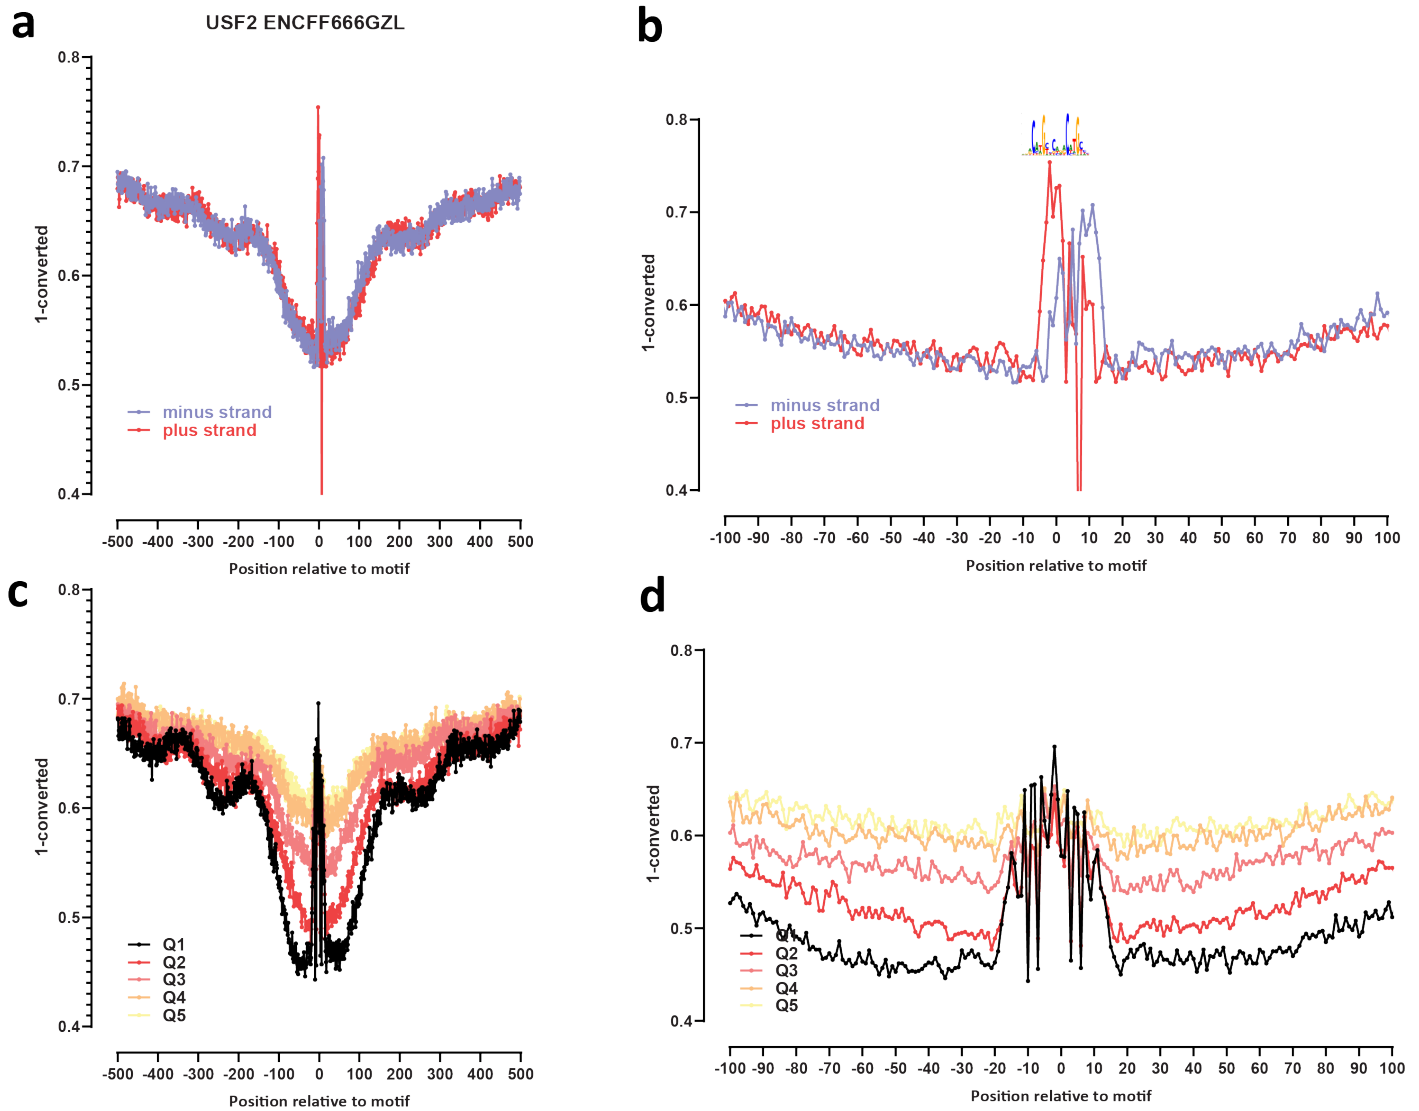 a
USF2 ENCFF666GZL
0.8
0.7
0.6
0.5
0.4
1-converted
minus strand
plus strand
-500 -400 -300 -200 -100 0 100 200 300 400 500
Position relative to motif
b
0.8
0.7
0.6
0.5
0.4
1-converted
minus strand
plus strand
-100 -90 -80 -70 -60 -50 -40 -30 -20 -10 0 10 20 30 40 50 60 70 80 90 100
Position relative to motif
c
0.8
0.7
0.6
0.5
0.4
1-converted
Q1
Q2
Q3
Q4
Q5
-500 -400 -300 -200 -100 0 100 200 300 400 500
Position relative to motif
d
0.8
0.7
0.6
0.5
0.4
1-converted
Q1
Q2
Q3
Q4
Q5
-100 -90 -80 -70 -60 -50 -40 -30 -20 -10 0 10 20 30 40 50 60 70 80 90 100
Position relative to motif